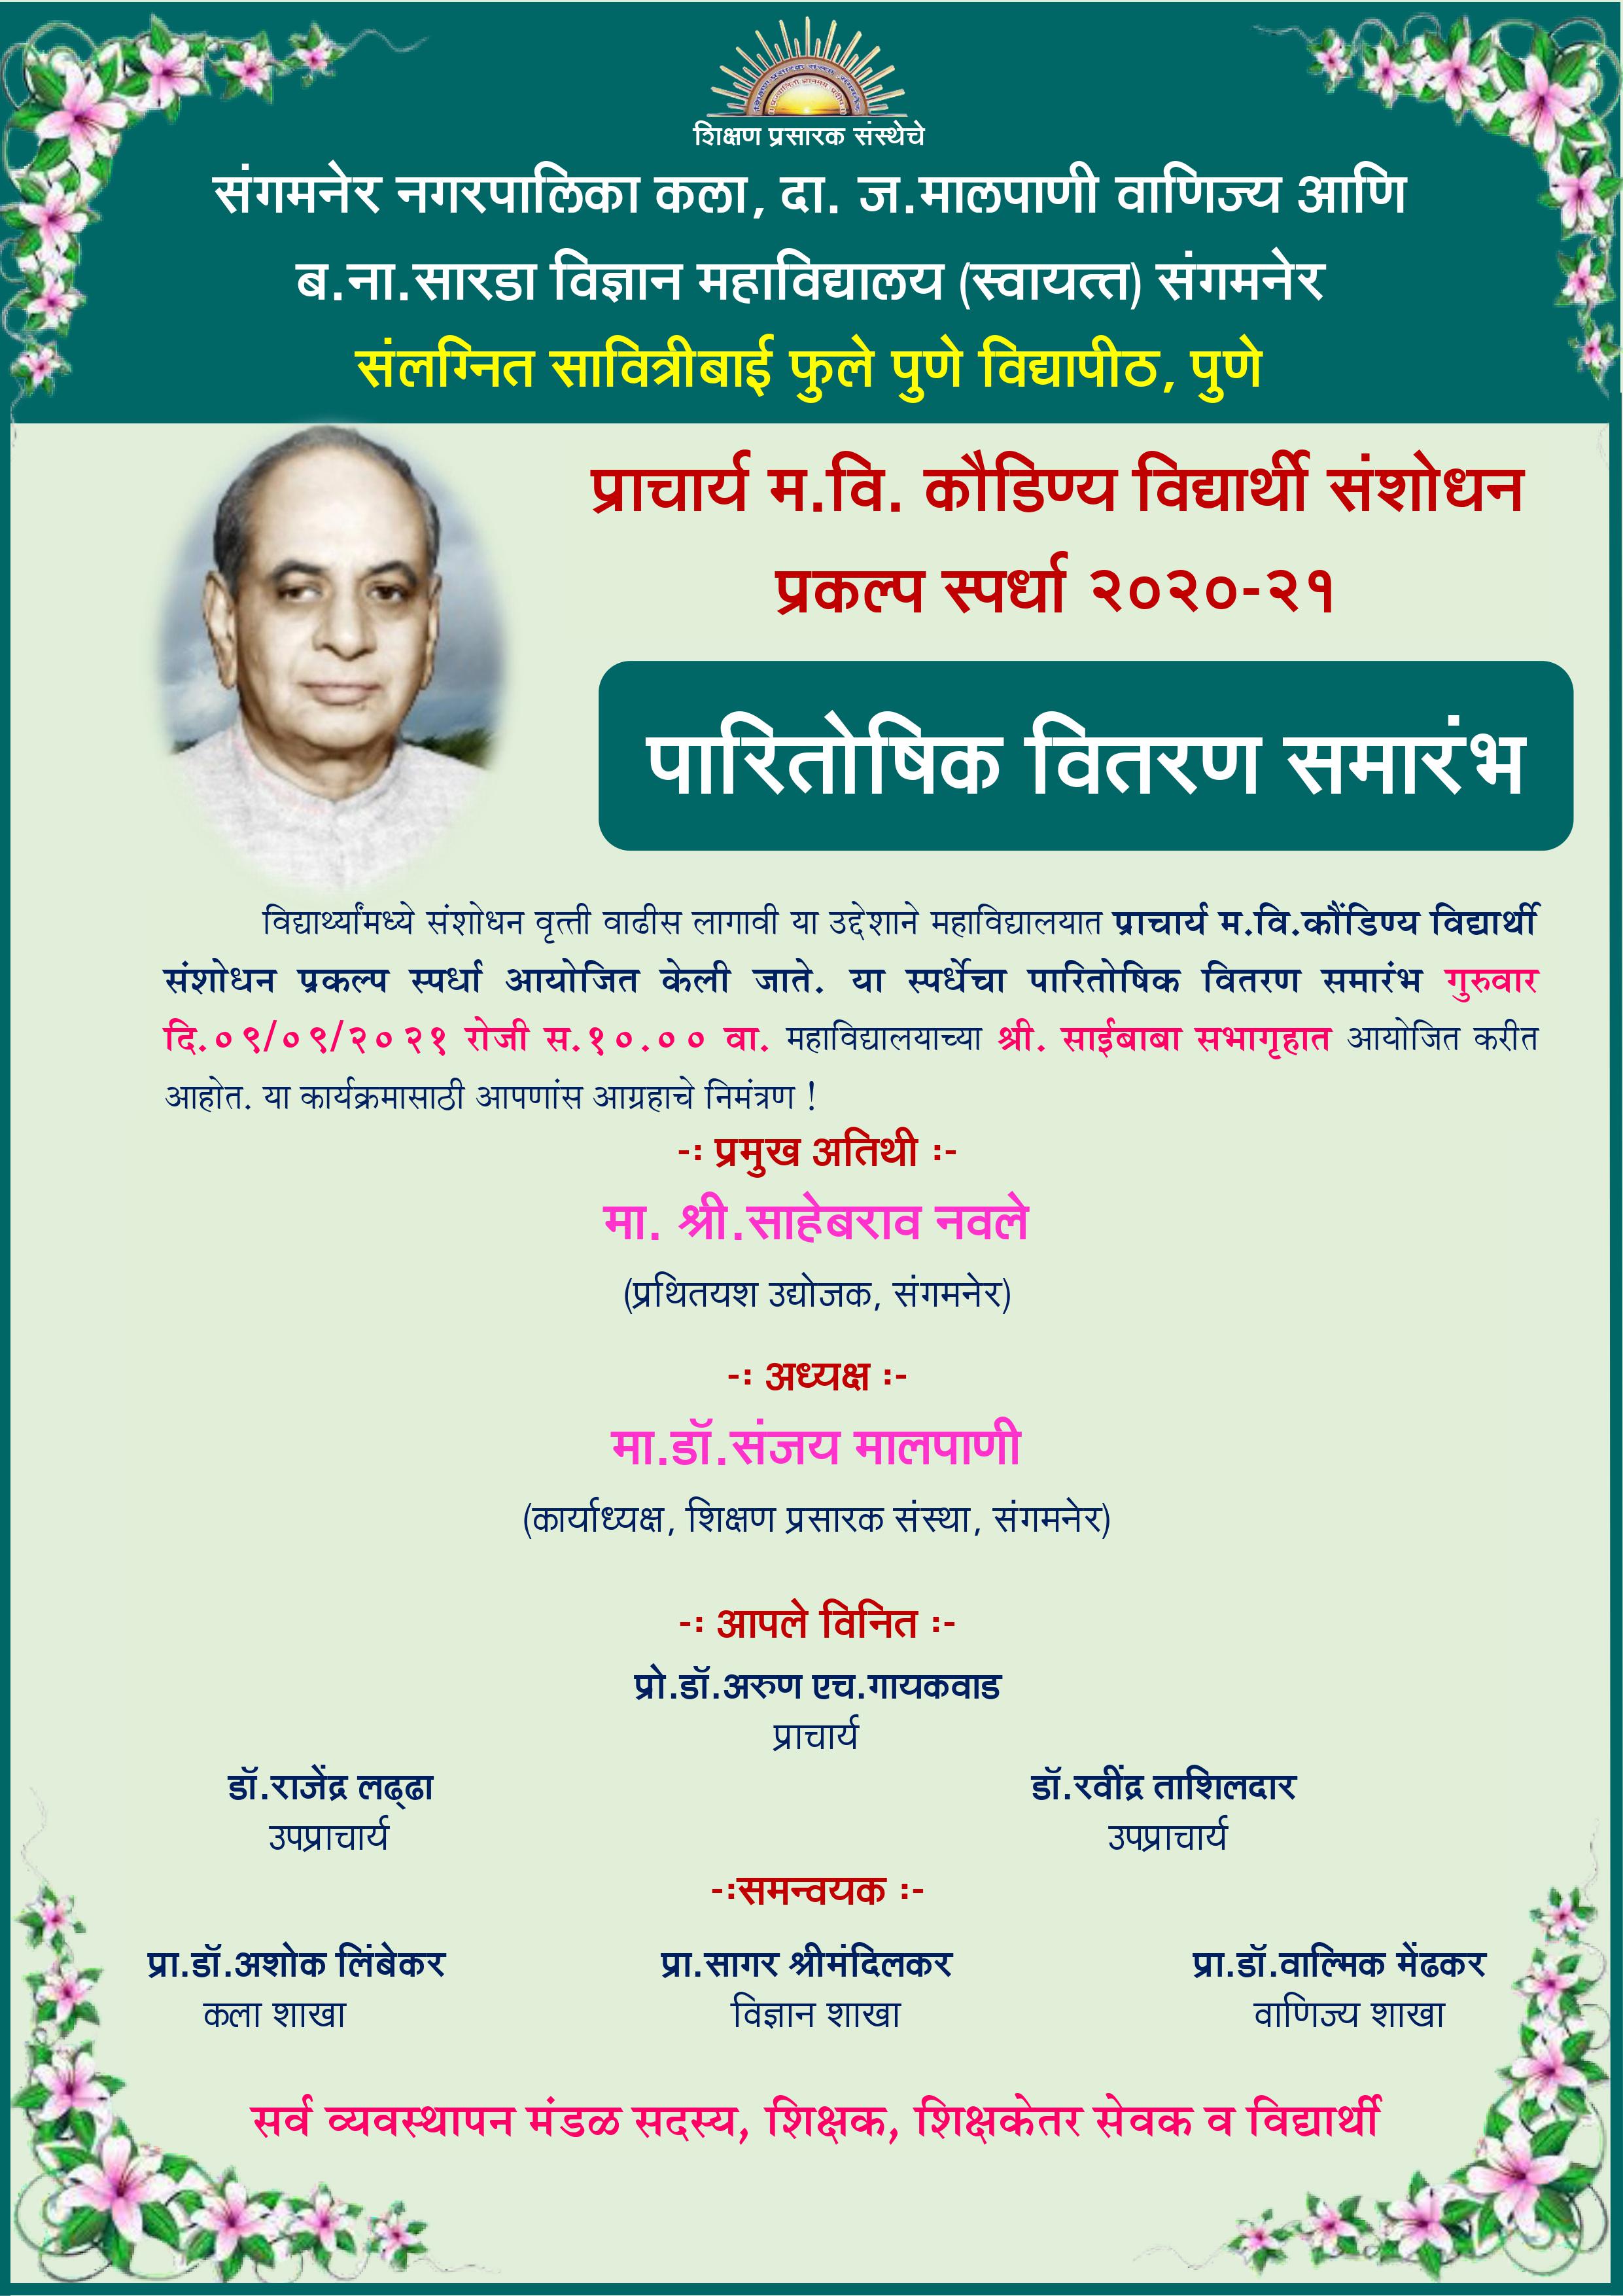 शिक्षण प्रसारक संस्थेचे
संगमनेर नगरपालिका कला, दा. ज.मालपाणी वाणिज्य आणि
ब.ना.सारडा विज्ञान महाविद्यालय (स्वायत्त) संगमनेर
संलग्नित सावित्रीबाई फुले पुणे विद्यापीठ, पुणे
प्राचार्य म.वि. कौडिण्य विद्यार्थी संशोधन
प्रकल्प स्पर्धा २०२०-२१
पारितोषिक वितरण समारंभ
विद्यार्थ्यांमध्ये संशोधन वृत्ती वाढीस लागावी या उद्देशाने महाविद्यालयात प्राचार्य म.वि.कौंडिण्य विद्यार्थी
संशोधन प्रकल्प स्पर्धा आयोजित केली जाते. या स्पर्धेचा पारितोषिक वितरण समारंभ गुरुवार
दि.०९/०९/२०२१ रोजी स.१०.०० वा. महाविद्यालयाच्या श्री. साईबाबा सभागृहात आयोजित करीत
आहोत. या कार्यक्रमासाठी आपणांस आग्रहाचे निमंत्रण !
-: प्रमुख अतिथी :-
मा. श्री.साहेबराव नवले
(प्रथितयश उद्योजक, संगमनेर)
-: अध्यक्ष :-
मा.डॉ.संजय मालपाणी
(कार्याध्यक्ष, शिक्षण प्रसारक संस्था, संगमनेर)
-: आपले विनित :-
प्रो.डॉ.अरुण एच.गायकवाड
प्राचार्य
डॉ.राजेंद्र लढ्ढा डॉ.रवींद्र ताशिलदार
उपप्राचार्य उपप्राचार्य
-:समन्वयक :-
प्रा.डॉ.अशोक लिंबेकर प्रा.सागर श्रीमंदिलकर प्रा.डॉ.वाल्मिक मेंढकर
कला शाखा विज्ञान शाखा वाणिज्य शाखा
सर्व व्यवस्थापन मंडळ सदस्य, शिक्षक, शिक्षकेतर सेवक व विद्यार्थी